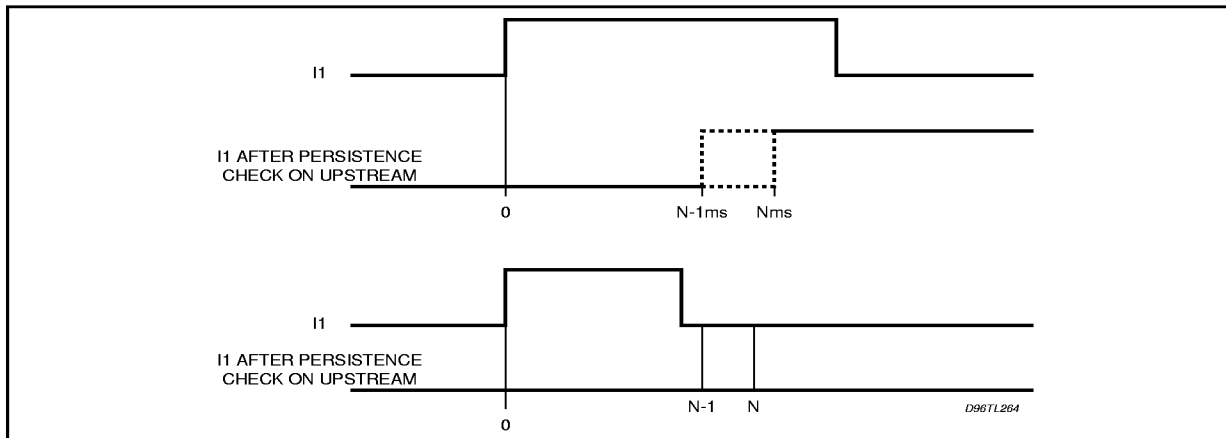 I1
I1 AFTER PERSISTENCE
CHECK ON UPSTREAM
0
N-1ms
Nms
I1
I1 AFTER PERSISTENCE
CHECK ON UPSTREAM
N-1
N
D96TL264
0